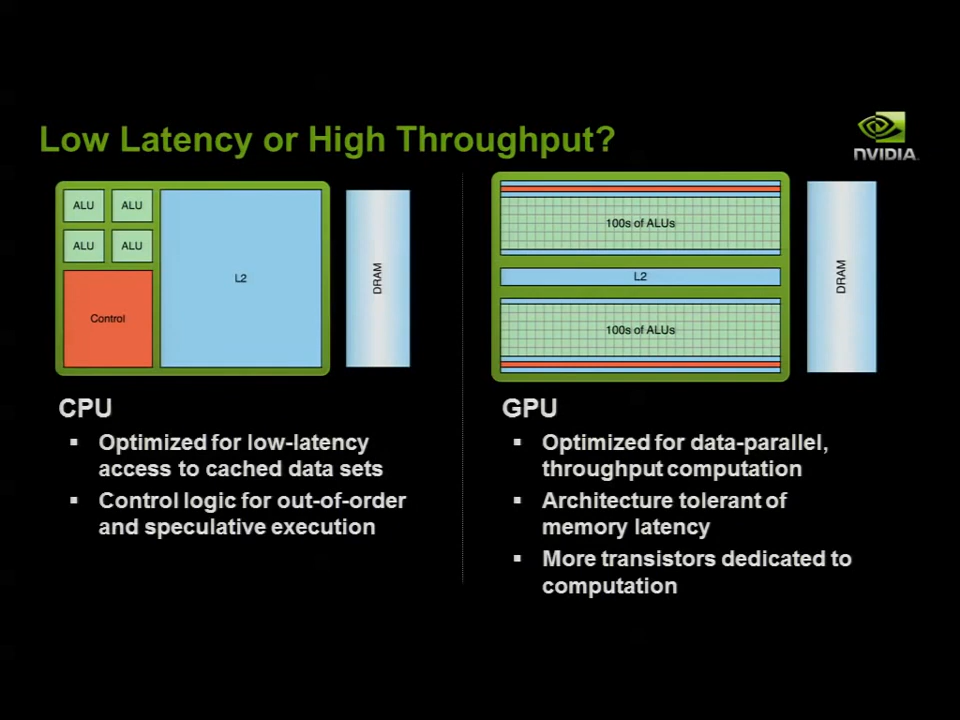 Low Latency or High Throughput?
NVIDIA
ALU ALU
ALU ALU
Control
L2
DRAM
100s of ALUs
L2
100s of ALUs
DRAM
CPU
▪ Optimized for low-latency
access to cached data sets
▪ Control logic for out-of-order
and speculative execution
GPU
▪ Optimized for data-parallel,
throughput computation
▪ Architecture tolerant of
memory latency
▪ More transistors dedicated to
computation